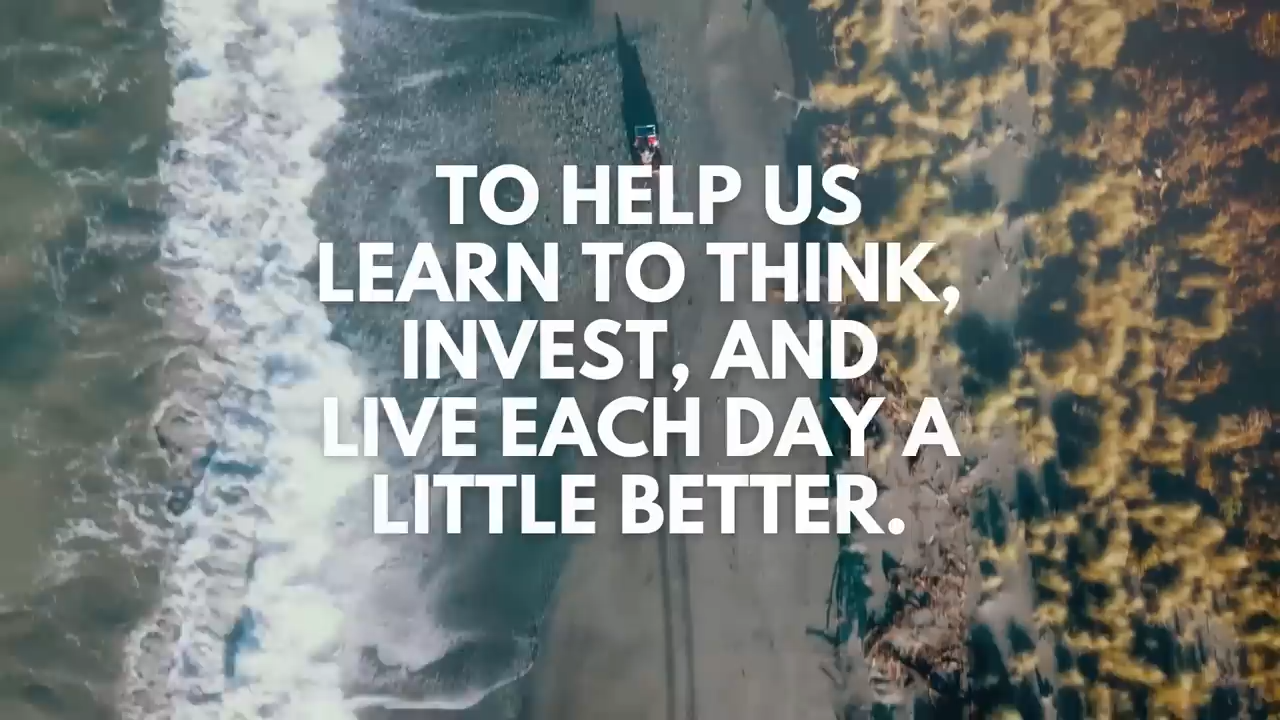 TO HELP US
LEARN TO THINK,
INVEST, AND
LIVE EACH DAY A
LITTLE BETTER.